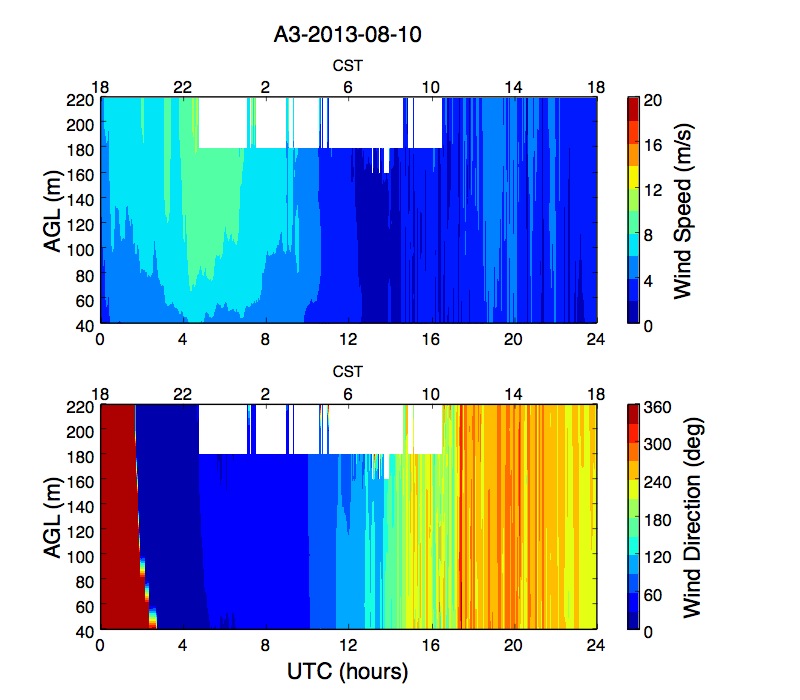 A3-2013-08-10
CST
18 22 2 6 10 14 18
220
200
180
160
140
120
100
80
60
40
AGL (m)
0 4 8 12 16 20 24
20
16
12
8
4
0
Wind Speed (m/s)
CST
18 22 2 6 10 14 18
220
200
180
160
140
120
100
80
60
40
AGL (m)
0 4 8 12 16 20 24
UTC (hours)
360
300
240
180
120
60
0
Wind Direction (deg)